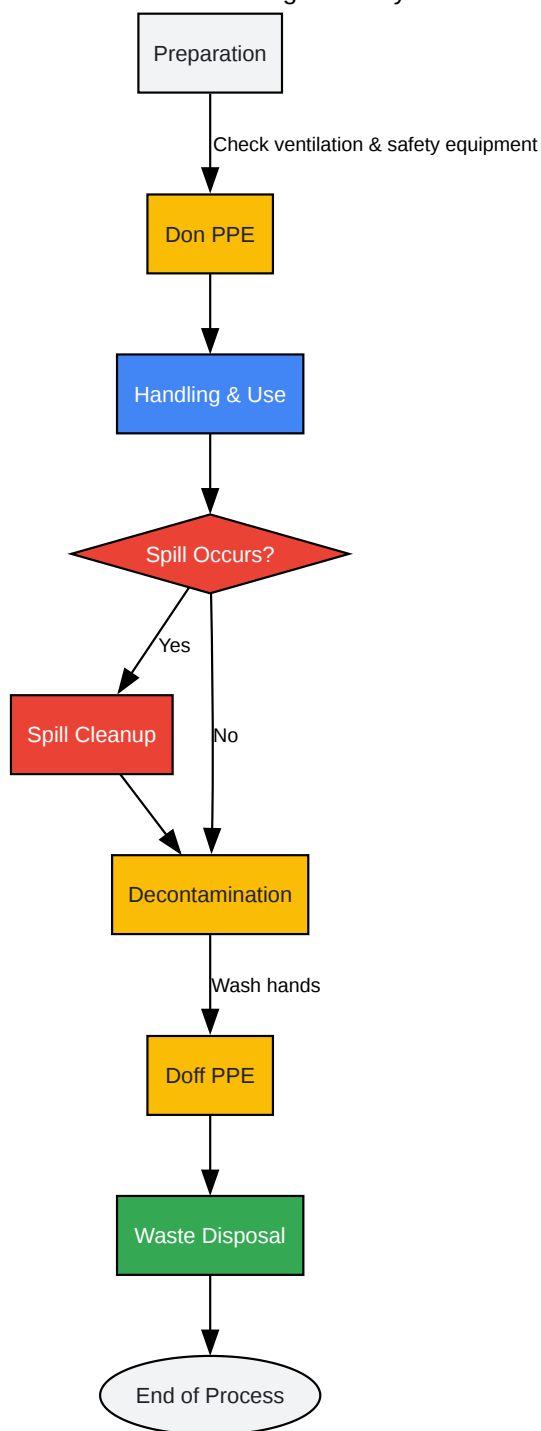 Preparation
Check ventilation & safety equipment
Don PPE
Handling & Use
Spill Occurs?
Yes
Spill Cleanup
No
Decontamination
Wash hands
Doff PPE
Waste Disposal
End of Process